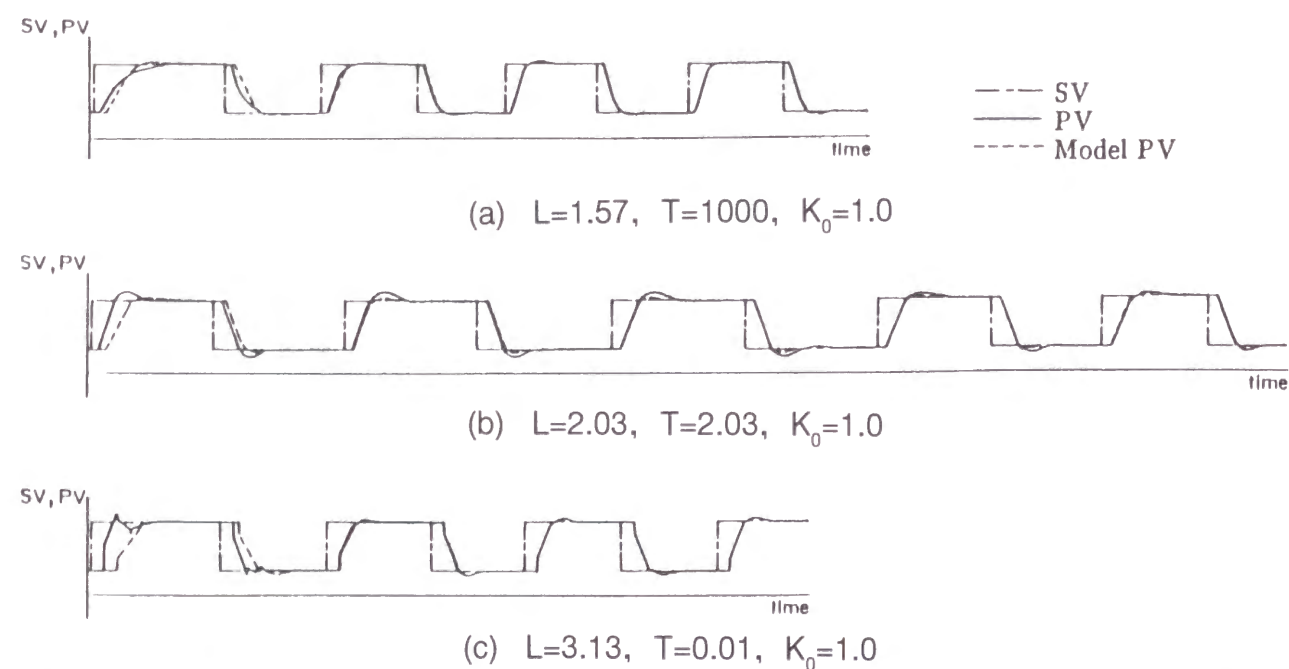 SV,PV
time
SV
PV
Model PV
(a) L=1.57, T=1000, K₀=1.0
SV,PV
time
(b) L=2.03, T=2.03, K₀=1.0
SV,PV
time
(c) L=3.13, T=0.01, K₀=1.0